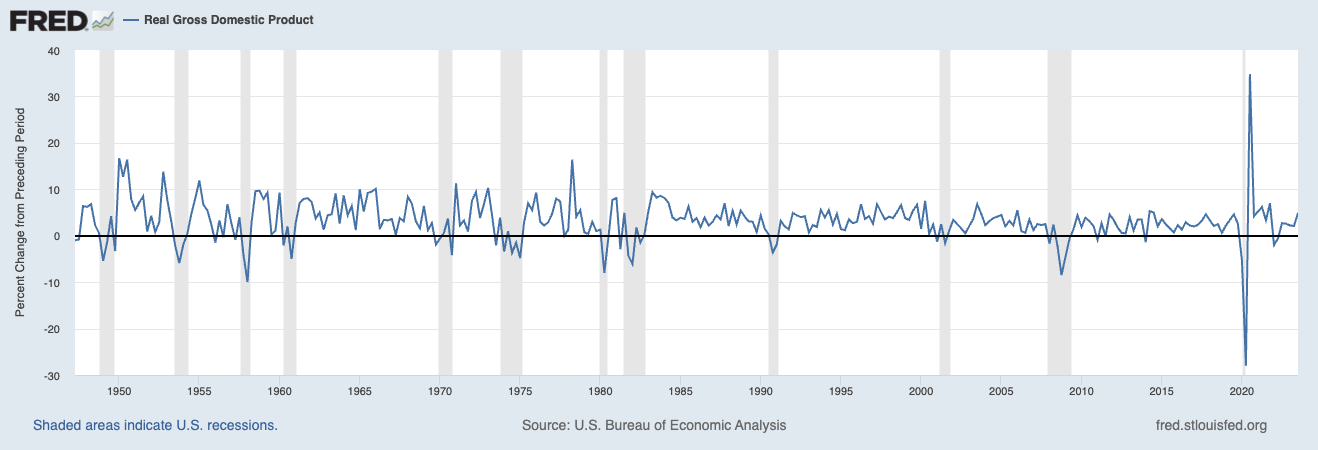 FRED
Real Gross Domestic Product
Percent Change from Preceding Period
40
30
20
10
0
-10
-20
-30
1950 1955 1960 1965 1970 1975 1980 1985 1990 1995 2000 2005 2010 2015 2020
Shaded areas indicate U.S. recessions. Source: U.S. Bureau of Economic Analysis fred.stlouisfed.org